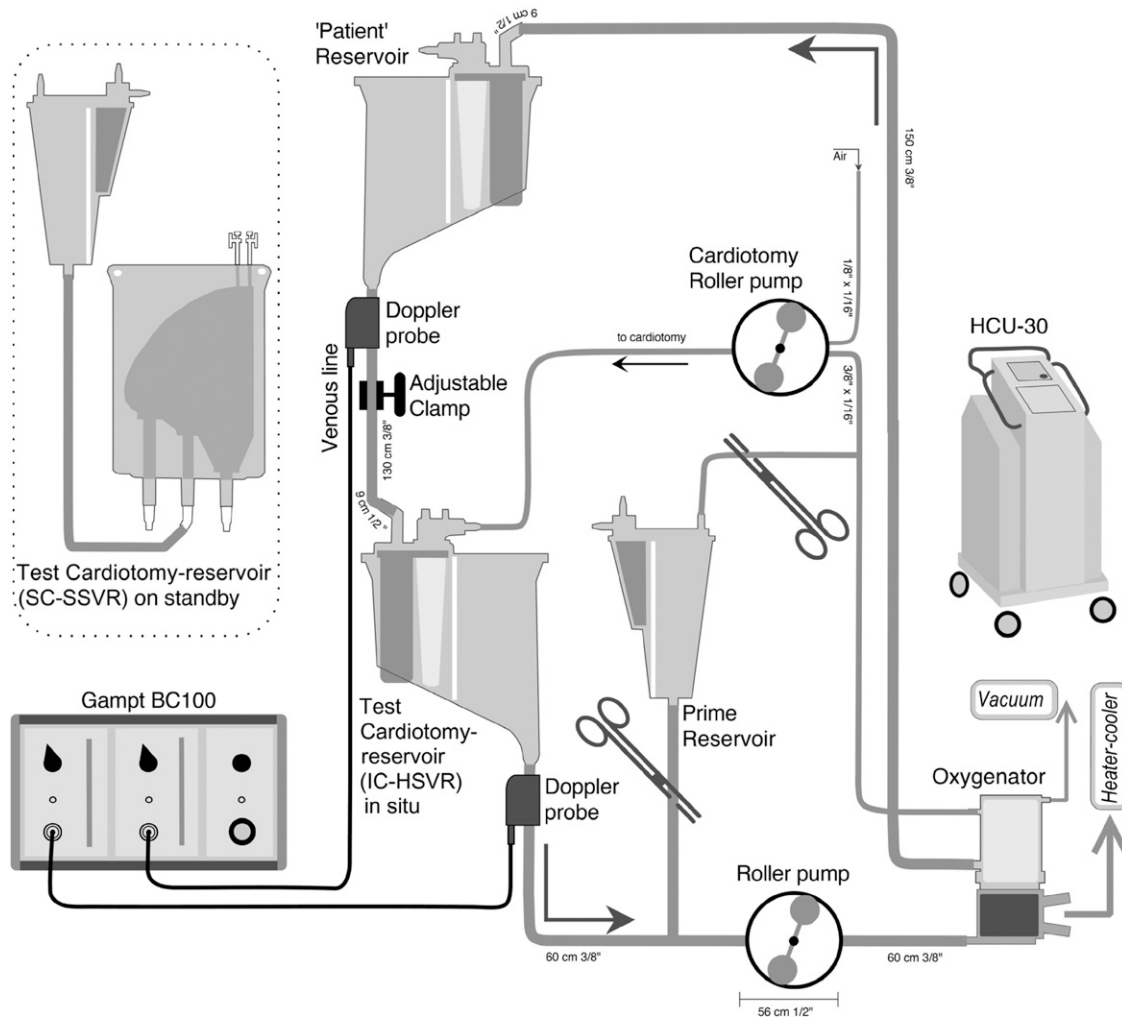 'Patient'
Reservoir
9 cm 1/2"
150 cm 3/8"
Air
1/8" x 1/16"
Cardiotomy
Roller pump
HCU-30
Doppler
probe
to cardiotomy
Venous line
Adjustable
Clamp
3/8" x 1/16"
130 cm 3/8"
9 cm 1/2"
Test Cardiotomy-reservoir
(SC-SSVR) on standby
Gampt BC100
Test
Cardiotomy-
reservoir
(IC-HSVR)
in situ
Prime
Reservoir
Vacuum
Heater-cooler
Oxygenator
Doppler
probe
Roller pump
60 cm 3/8"
60 cm 3/8"
56 cm 1/2"